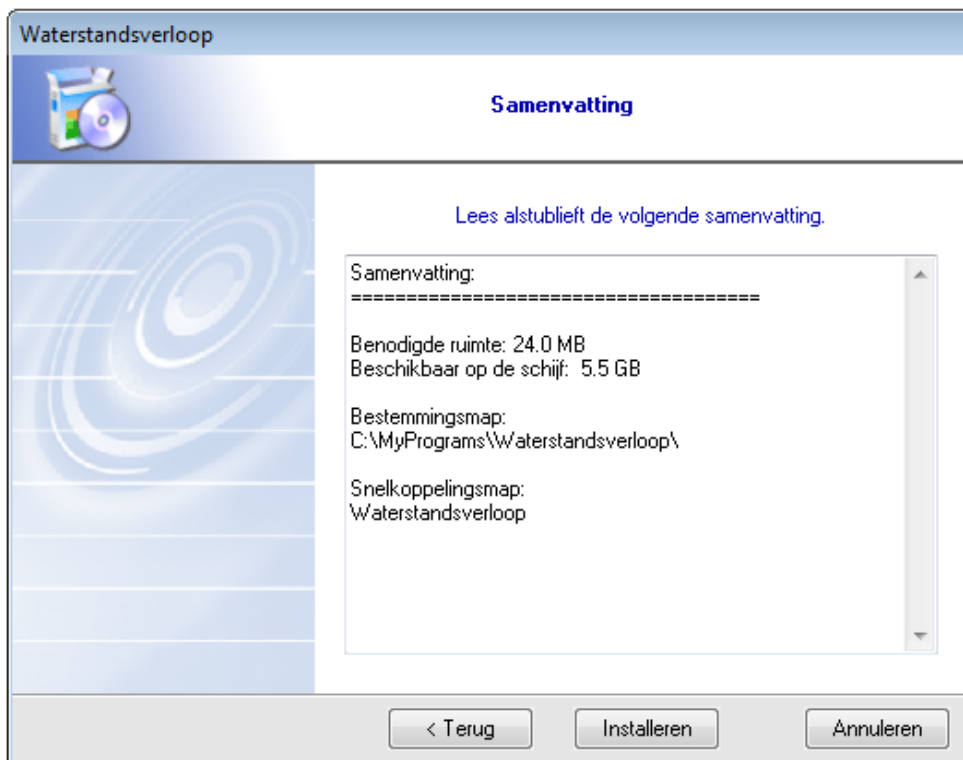 Waterstandsverloop
Samenvatting
Lees alstublieft de volgende samenvatting.
Samenvatting:
=====================================
Benodigde ruimte: 24.0 MB
Beschikbaar op de schijf:  5.5 GB
Bestemmingsmap:
C:\MyPrograms\Waterstandsverloop\
Snelkoppelingsmap:
Waterstandsverloop
< Terug
Installeren
Annuleren